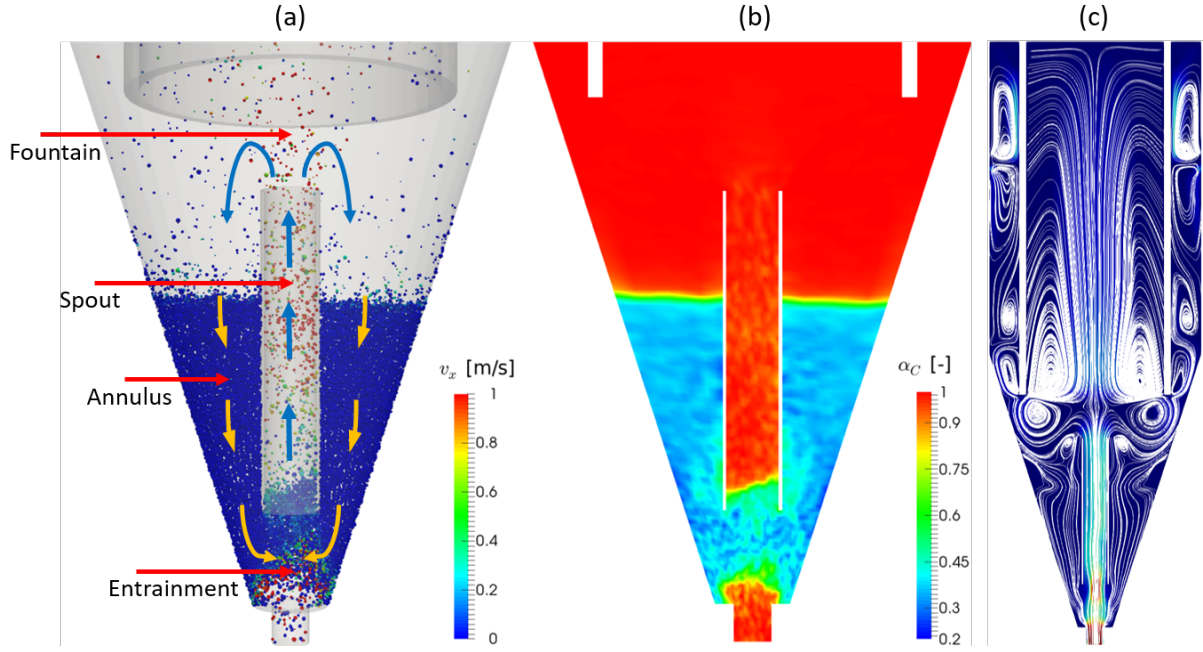 (a)
(b)
(c)
Fountain
Spout
Annulus
Entrainment
v_x [m/s]
1
0.8
0.6
0.4
0.2
0
α_C [-]
1
0.9
0.75
0.6
0.45
0.3
0.2